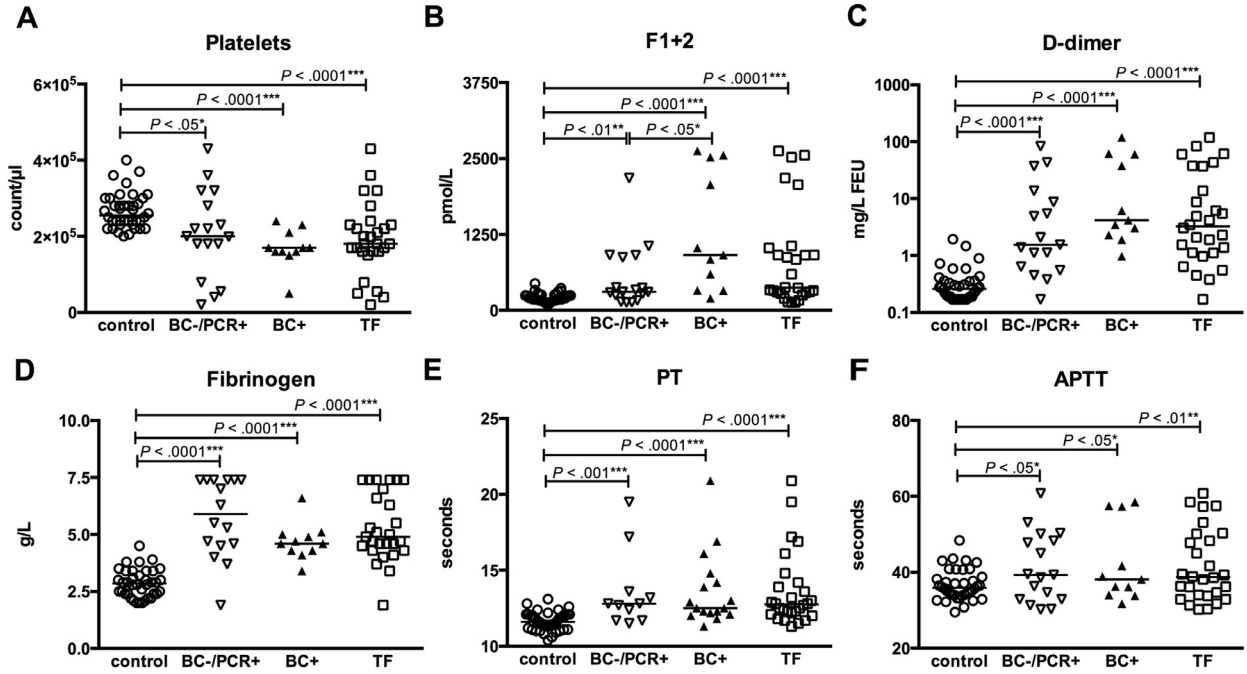 A
Platelets
count/µl
6×10⁵
4×10⁵
2×10⁵
0
P < .0001***
P < .0001***
P < .05*
control BC-/PCR+ BC+ TF
B
F1+2
pmol/L
3750
2500
1250
0
P < .0001***
P < .0001***
P < .01** P < .05*
control BC-/PCR+ BC+ TF
C
D-dimer
mg/L FEU
1000
100
10
1
0.1
P < .0001***
P < .0001***
P < .0001***
control BC-/PCR+ BC+ TF
D
Fibrinogen
g/L
10.0
7.5
5.0
2.5
0.0
P < .0001***
P < .0001***
P < .0001***
control BC-/PCR+ BC+ TF
E
PT
seconds
25
20
15
10
P < .0001***
P < .0001***
P < .001***
control BC-/PCR+ BC+ TF
F
APTT
seconds
80
60
40
20
P < .01**
P < .05*
P < .05*
control BC-/PCR+ BC+ TF